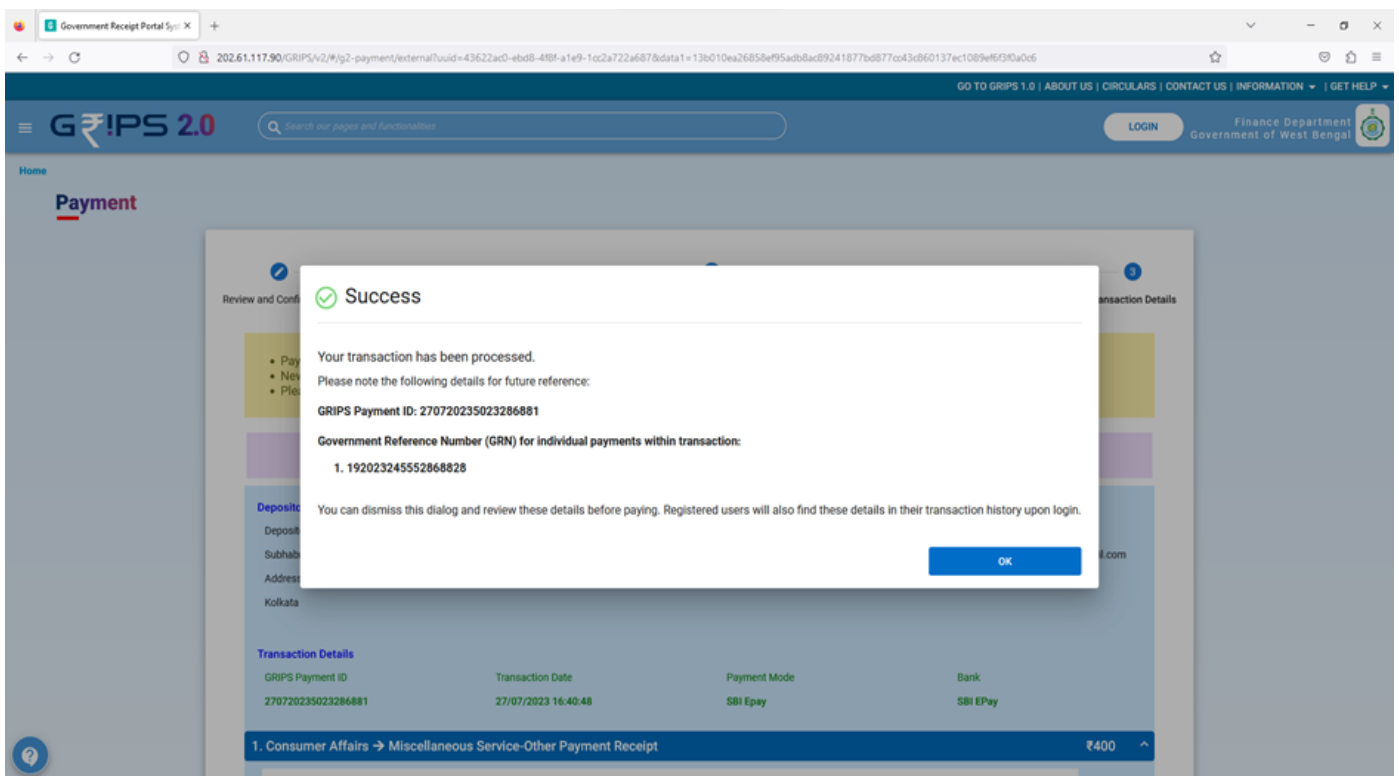 Government Receipt Portal Syst
202.61.117.90/GRIPS/v2/#/g2-payment/external?uuid=43622ac0-ebd8-4f8f-a1e9-1cc2a722a687&data1=13b010ea26858ef95adb8ac89241877bd877cc43c860137ec1089ef6f3f0a0c6
GO TO GRIPS 1.0 | ABOUT US | CIRCULARS | CONTACT US | INFORMATION | GET HELP
G₹!PS 2.0
Search our pages and functionalities
LOGIN
Finance Department
Government of West Bengal
Home
Payment
3
Review and Confi
ansaction Details
Success
Your transaction has been processed.
Please note the following details for future reference:
GRIPS Payment ID: 270720235023286881
Government Reference Number (GRN) for individual payments within transaction:
1. 192023245552868828
You can dismiss this dialog and review these details before paying. Registered users will also find these details in their transaction history upon login.
OK
• Pay
• New
• Plea
Deposito
Deposit
Subhab
l.com
Address
Kolkata
Transaction Details
GRIPS Payment ID Transaction Date Payment Mode Bank
270720235023286881 27/07/2023 16:40:48 SBI Epay SBI EPay
1. Consumer Affairs → Miscellaneous Service-Other Payment Receipt ₹400